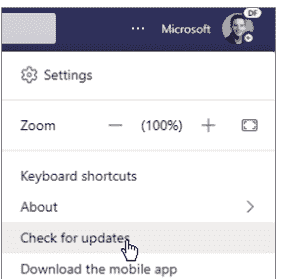 DF
... Microsoft
Settings
Zoom — (100%) +
Keyboard shortcuts
About >
Check for updates
Download the mobile app